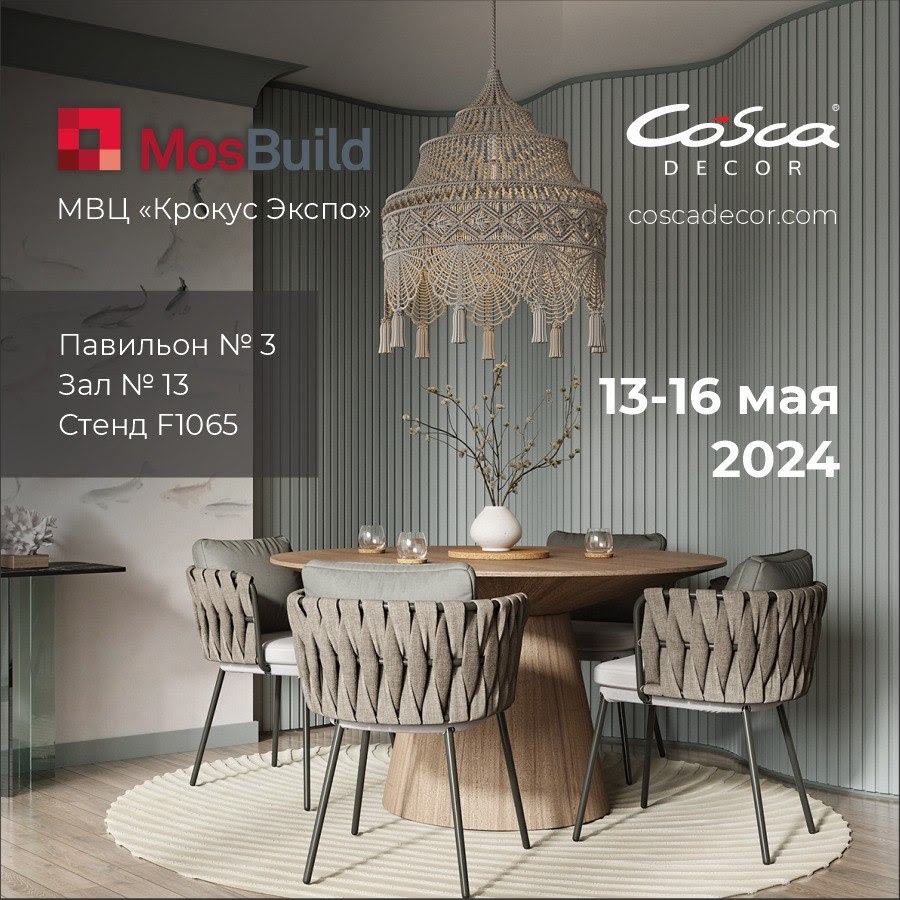 MosBuild
МВЦ «Крокус Экспо»
CoSca®
DECOR
coscadecor.com
Павильон № 3
Зал № 13
Стенд F1065
13-16 мая
2024